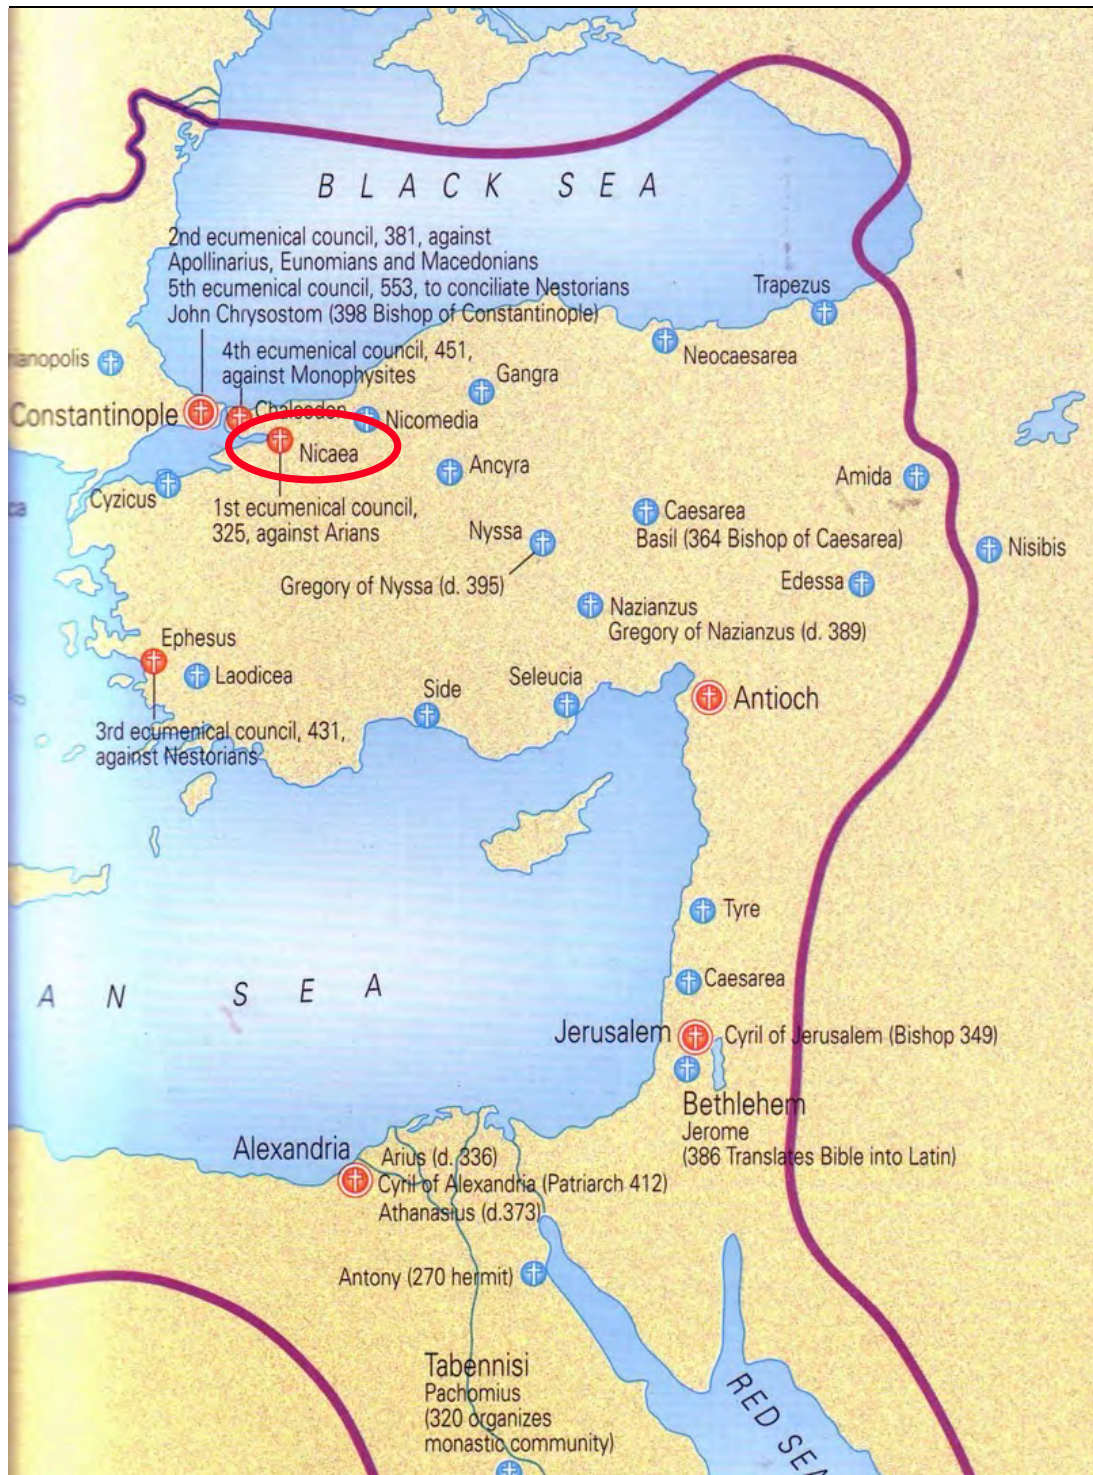 BLACK SEA
2nd ecumenical council, 381, against
Apollinarius, Eunomians and Macedonians
5th ecumenical council, 553, to conciliate Nestorians
John Chrysostom (398 Bishop of Constantinople)
Trapezus
ianopolis
4th ecumenical council, 451,
against Monophysites
Neocaesarea
Gangra
Constantinople
Chalcedon
Nicomedia
Nicaea
Ancyra
Amida
Cyzicus
1st ecumenical council,
325, against Arians
Caesarea
Basil (364 Bishop of Caesarea)
Nyssa
Nisibis
Gregory of Nyssa (d. 395)
Edessa
Nazianzus
Gregory of Nazianzus (d. 389)
Ephesus
Laodicea
Side
Seleucia
Antioch
3rd ecumenical council, 431,
against Nestorians
Tyre
Caesarea
AN SEA
Jerusalem
Cyril of Jerusalem (Bishop 349)
Bethlehem
Jerome
(386 Translates Bible into Latin)
Alexandria
Arius (d. 336)
Cyril of Alexandria (Patriarch 412)
Athanasius (d.373)
Antony (270 hermit)
Tabennisi
Pachomius
(320 organizes
monastic community)
RED SEA